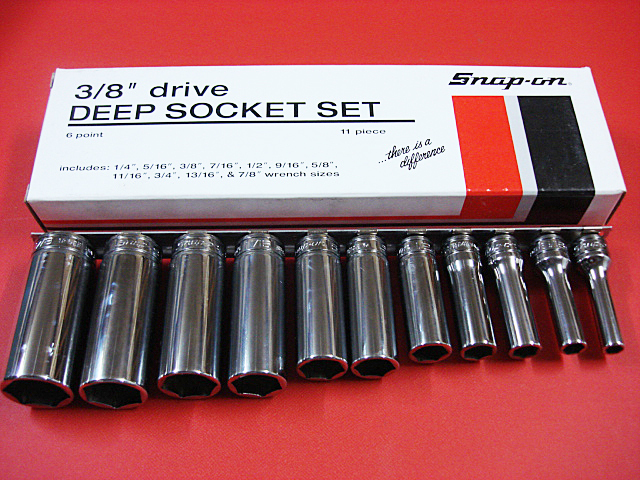 3/8" drive
Snap-on
DEEP SOCKET SET
6 point 11 piece
...there is a
difference
includes: 1/4", 5/16", 3/8", 7/16", 1/2", 9/16", 5/8",
11/16", 3/4", 13/16", & 7/8" wrench sizes